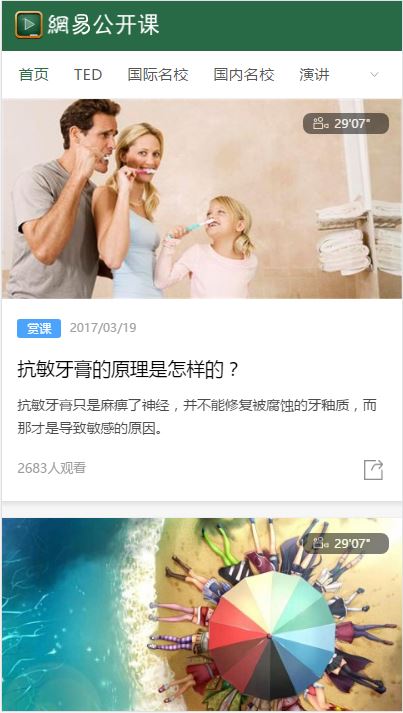 網易公开课
首页 TED 国际名校 国内名校 演讲
29'07"
赏课 2017/03/19
抗敏牙膏的原理是怎样的？
抗敏牙膏只是麻痹了神经，并不能修复被腐蚀的牙釉质，而
那才是导致敏感的原因。
2683人观看
29'07"